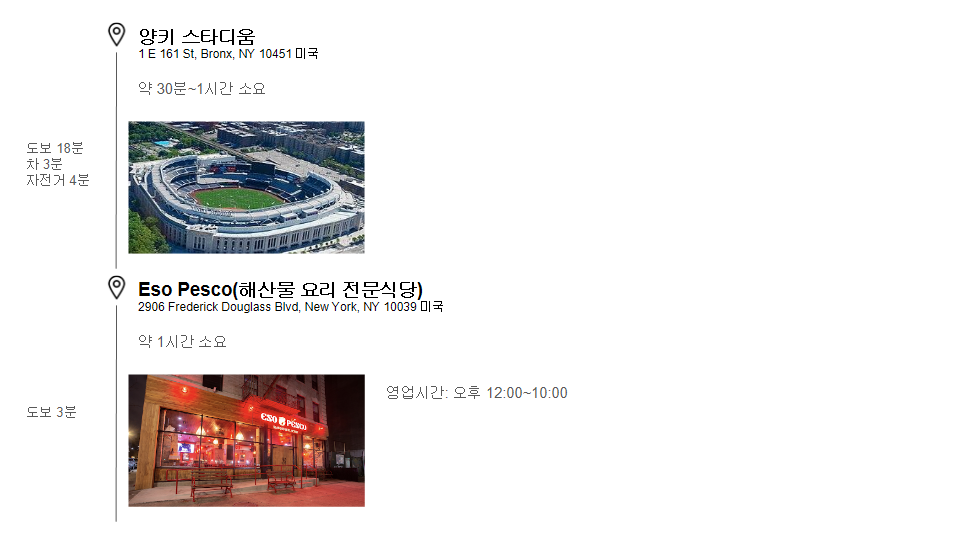 양키 스타디움
1 E 161 St, Bronx, NY 10451 미국
약 30분~1시간 소요
도보 18분
차 3분
자전거 4분
Eso Pesco(해산물 요리 전문식당)
2906 Frederick Douglass Blvd, New York, NY 10039 미국
약 1시간 소요
영업시간: 오후 12:00~10:00
도보 3분
ESO PESCO